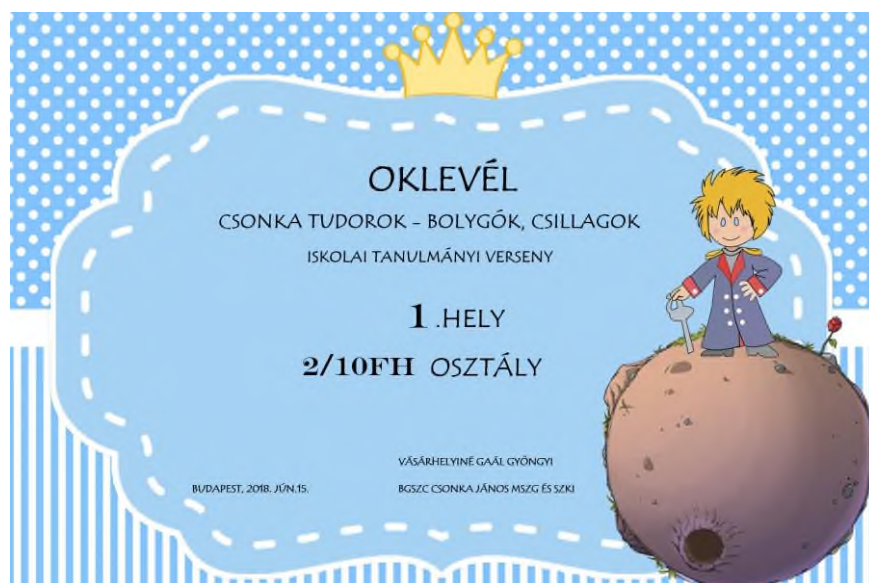 OKLEVÉL
CSONKA TUDOROK - BOLYGÓK, CSILLAGOK
ISKOLAI TANULMÁNYI VERSENY
1 .HELY
2/10FH OSZTÁLY
VÁSÁRHELYINÉ GAÁL GYÖNGYI
BUDAPEST, 2018. JÚN.15.
BGSZC CSONKA JÁNOS MSZG ÉS SZKI